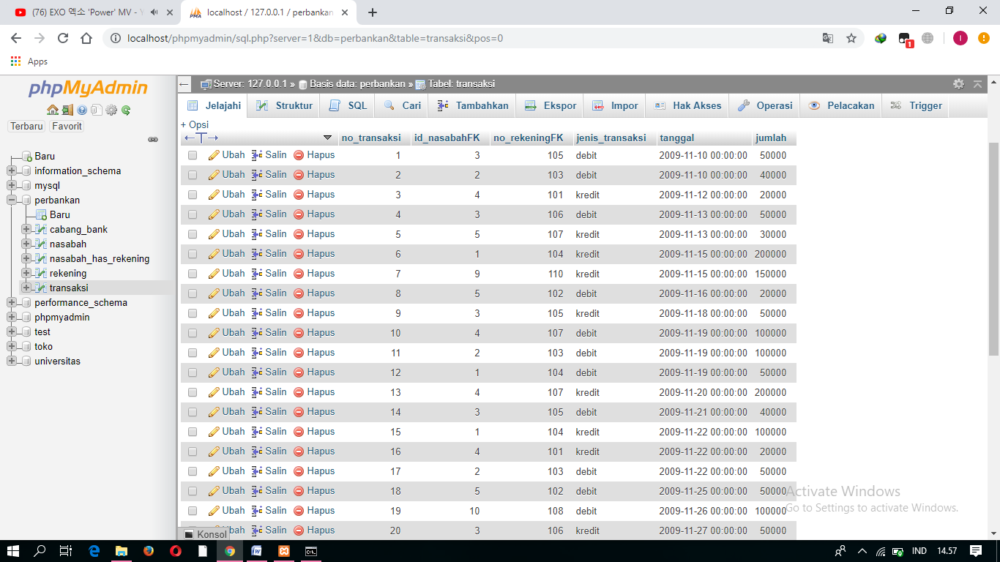 (76) EXO 엑소 'Power' MV - Y
localhost / 127.0.0.1 / perbankan
localhost/phpmyadmin/sql.php?server=1&db=perbankan&table=transaksi&pos=0
1
I
Apps
phpMyAdmin
Terbaru Favorit
Baru
information_schema
mysql
perbankan
Baru
cabang_bank
nasabah
nasabah_has_rekening
rekening
transaksi
performance_schema
phpmyadmin
test
toko
universitas
Server: 127.0.0.1 » Basis data: perbankan » Tabel: transaksi
Jelajahi Struktur SQL Cari Tambahkan Ekspor Impor Hak Akses Operasi Pelacakan Trigger
+ Opsi
←T→ no_transaksi id_nasabahFK no_rekeningFK jenis_transaksi tanggal jumlah
Ubah Salin Hapus 1 3 105 debit 2009-11-10 00:00:00 50000
Ubah Salin Hapus 2 2 103 debit 2009-11-10 00:00:00 40000
Ubah Salin Hapus 3 4 101 kredit 2009-11-12 00:00:00 20000
Ubah Salin Hapus 4 3 106 debit 2009-11-13 00:00:00 50000
Ubah Salin Hapus 5 5 107 kredit 2009-11-13 00:00:00 30000
Ubah Salin Hapus 6 1 104 kredit 2009-11-15 00:00:00 200000
Ubah Salin Hapus 7 9 110 kredit 2009-11-15 00:00:00 150000
Ubah Salin Hapus 8 5 102 debit 2009-11-16 00:00:00 20000
Ubah Salin Hapus 9 3 105 kredit 2009-11-18 00:00:00 50000
Ubah Salin Hapus 10 4 107 debit 2009-11-19 00:00:00 100000
Ubah Salin Hapus 11 2 103 debit 2009-11-19 00:00:00 100000
Ubah Salin Hapus 12 1 104 debit 2009-11-19 00:00:00 50000
Ubah Salin Hapus 13 4 107 kredit 2009-11-20 00:00:00 200000
Ubah Salin Hapus 14 3 105 debit 2009-11-21 00:00:00 40000
Ubah Salin Hapus 15 1 104 kredit 2009-11-22 00:00:00 100000
Ubah Salin Hapus 16 4 101 kredit 2009-11-22 00:00:00 20000
Ubah Salin Hapus 17 2 103 debit 2009-11-22 00:00:00 50000
Ubah Salin Hapus 18 5 102 debit 2009-11-25 00:00:00 50000
Ubah Salin Hapus 19 10 108 debit 2009-11-26 00:00:00 100000
Ubah Salin Hapus 20 3 106 kredit 2009-11-27 00:00:00 50000
Konsol
Activate Windows
Go to Settings to activate Windows.
IND 14.57